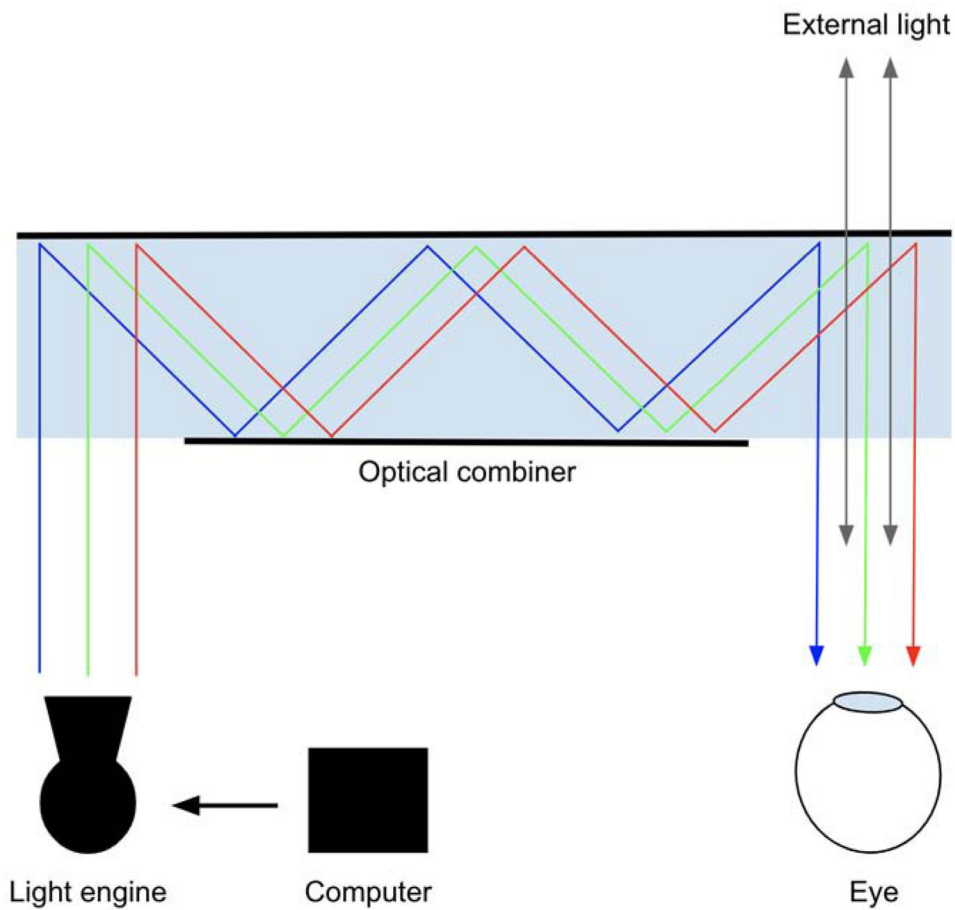 External light
Optical combiner
Light engine
Computer
Eye